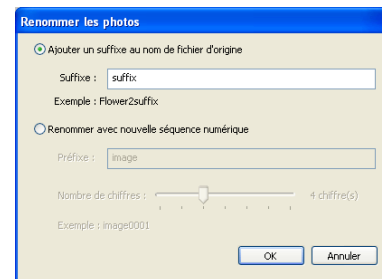 Renommer les photos
Ajouter un suffixe au nom de fichier d'origine
Suffixe : suffix
Exemple : Flower2suffix
Renommer avec nouvelle séquence numérique
Préfixe : image
Nombre de chiffres : 4 chiffre(s)
Exemple : image0001
OK Annuler